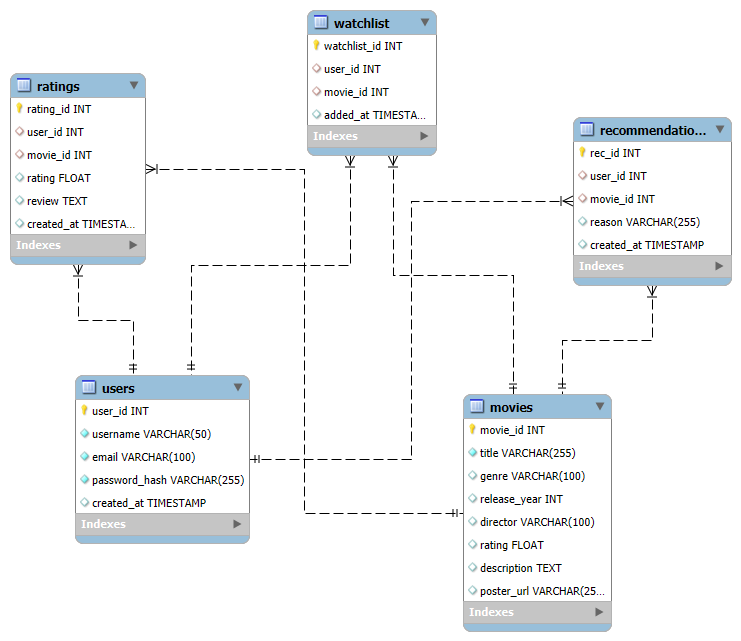 watchlist
watchlist_id INT
user_id INT
movie_id INT
added_at TIMESTA...
Indexes
ratings
rating_id INT
user_id INT
movie_id INT
rating FLOAT
review TEXT
created_at TIMESTA...
Indexes
recommendatio...
rec_id INT
user_id INT
movie_id INT
reason VARCHAR(255)
created_at TIMESTAMP
Indexes
users
user_id INT
username VARCHAR(50)
email VARCHAR(100)
password_hash VARCHAR(255)
created_at TIMESTAMP
Indexes
movies
movie_id INT
title VARCHAR(255)
genre VARCHAR(100)
release_year INT
director VARCHAR(100)
rating FLOAT
description TEXT
poster_url VARCHAR(25...
Indexes